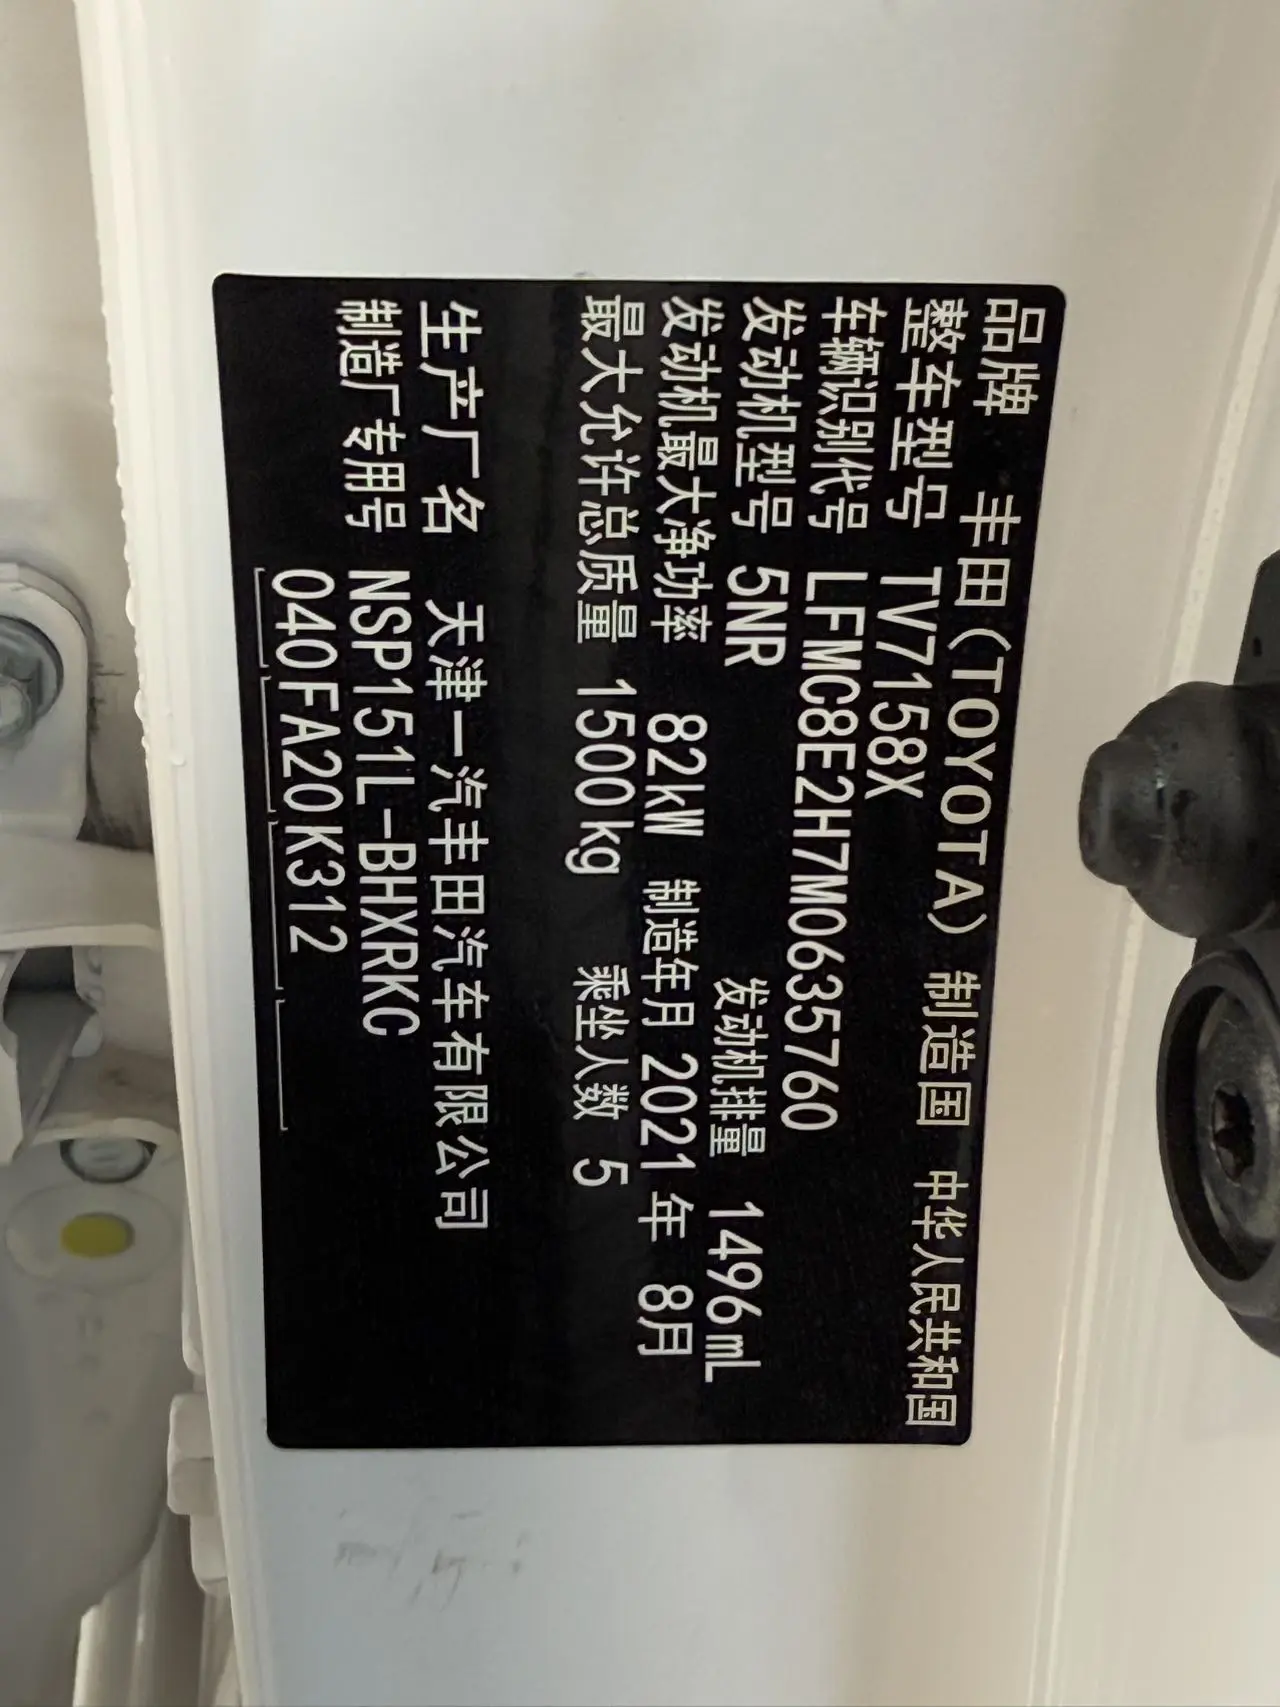 品牌 丰田(TOYOTA) 制造国 中华人民共和国
整车型号 TV7158X
车辆识别代号 LFMC8E2H7M0635760
发动机型号 5NR 发动机排量 1496mL
发动机最大净功率 82kW 制造年月 2021年 8月
最大允许总质量 1500kg 乘坐人数 5
生产厂名 天津一汽丰田汽车有限公司
制造厂专用号 NSP151L-BHXRKC
040FA20K312